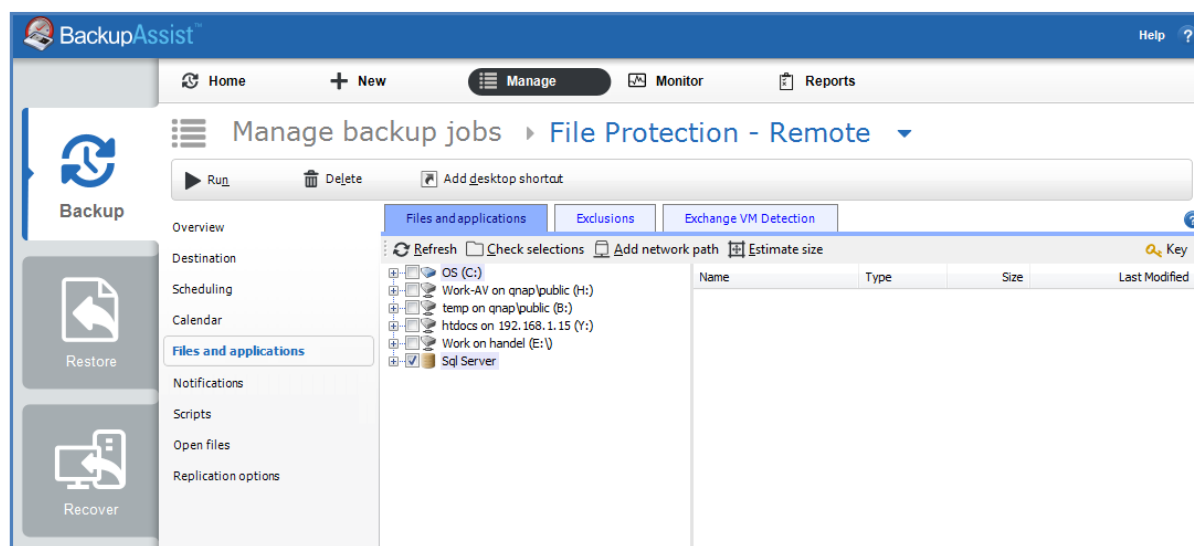 BackupAssist™
Help ?
Home New Manage Monitor Reports
Manage backup jobs File Protection - Remote
Run Delete Add desktop shortcut
Backup
Restore
Recover
Overview
Destination
Scheduling
Calendar
Files and applications
Notifications
Scripts
Open files
Replication options
Files and applications Exclusions Exchange VM Detection ?
Refresh Check selections Add network path Estimate size Key
OS (C:)
Work-AV on qnap\public (H:)
temp on qnap\public (B:)
htdocs on 192.168.1.15 (Y:)
Work on handel (E:\)
Sql Server
Name Type Size Last Modified